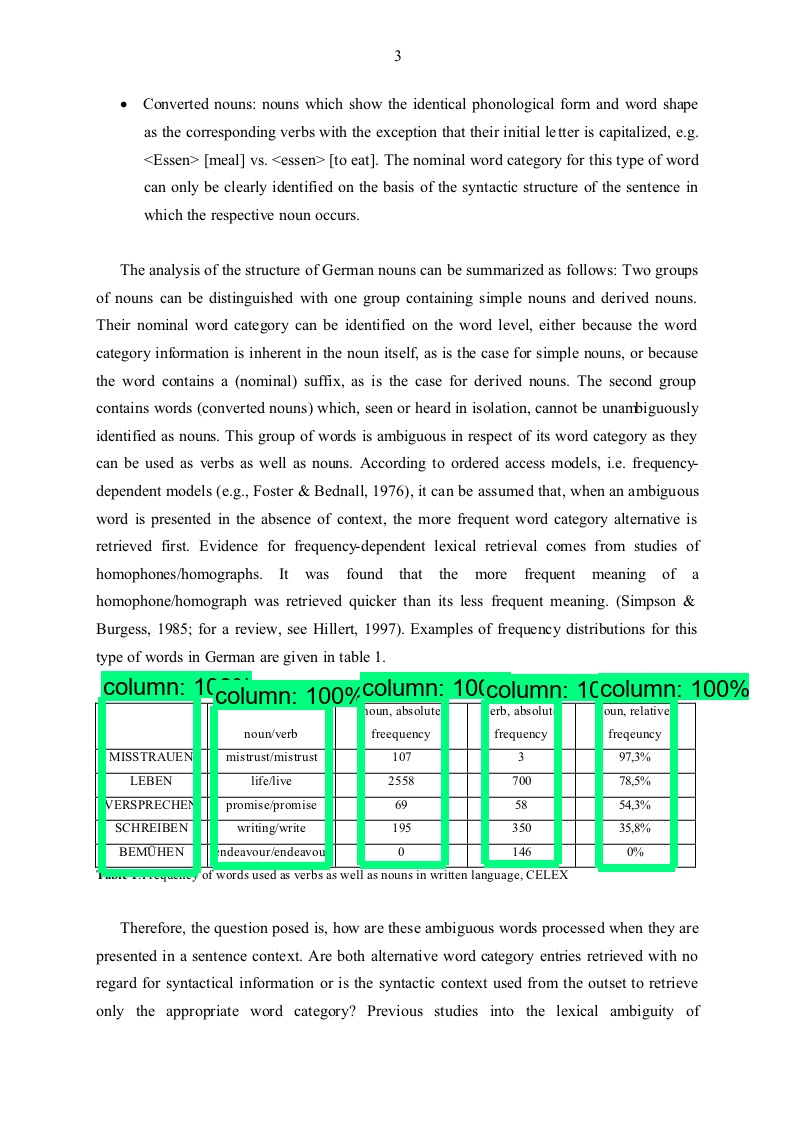 3
• Converted nouns: nouns which show the identical phonological form and word shape
as the corresponding verbs with the exception that their initial letter is capitalized, e.g.
<Essen> [meal] vs. <essen> [to eat]. The nominal word category for this type of word
can only be clearly identified on the basis of the syntactic structure of the sentence in
which the respective noun occurs.
The analysis of the structure of German nouns can be summarized as follows: Two groups
of nouns can be distinguished with one group containing simple nouns and derived nouns.
Their nominal word category can be identified on the word level, either because the word
category information is inherent in the noun itself, as is the case for simple nouns, or because
the word contains a (nominal) suffix, as is the case for derived nouns. The second group
contains words (converted nouns) which, seen or heard in isolation, cannot be unambiguously
identified as nouns. This group of words is ambiguous in respect of its word category as they
can be used as verbs as well as nouns. According to ordered access models, i.e. frequency-
dependent models (e.g., Foster & Bednall, 1976), it can be assumed that, when an ambiguous
word is presented in the absence of context, the more frequent word category alternative is
retrieved first. Evidence for frequency-dependent lexical retrieval comes from studies of
homophones/homographs. It was found that the more frequent meaning of a
homophone/homograph was retrieved quicker than its less frequent meaning. (Simpson &
Burgess, 1985; for a review, see Hillert, 1997). Examples of frequency distributions for this
type of words in German are given in table 1.
column: 100% column: 100% column: 100% column: 100% column: 100%
noun, absolute verb, absolute noun, relative
noun/verb freequency frequency freqeuncy
MISSTRAUEN mistrust/mistrust 107 3 97,3%
LEBEN life/live 2558 700 78,5%
VERSPRECHEN promise/promise 69 58 54,3%
SCHREIBEN writing/write 195 350 35,8%
BEMÜHEN endeavour/endeavour 0 146 0%
Table 1: Frequency of words used as verbs as well as nouns in written language, CELEX
Therefore, the question posed is, how are these ambiguous words processed when they are
presented in a sentence context. Are both alternative word category entries retrieved with no
regard for syntactical information or is the syntactic context used from the outset to retrieve
only the appropriate word category? Previous studies into the lexical ambiguity of